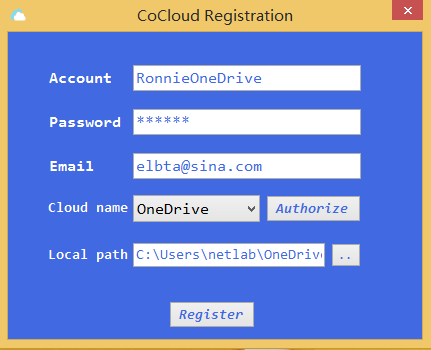 CoCloud Registration
Account RonnieOneDrive
Password ******
Email elbta@sina.com
Cloud name OneDrive Authorize
Local path C:\Users\netlab\OneDrive ..
Register